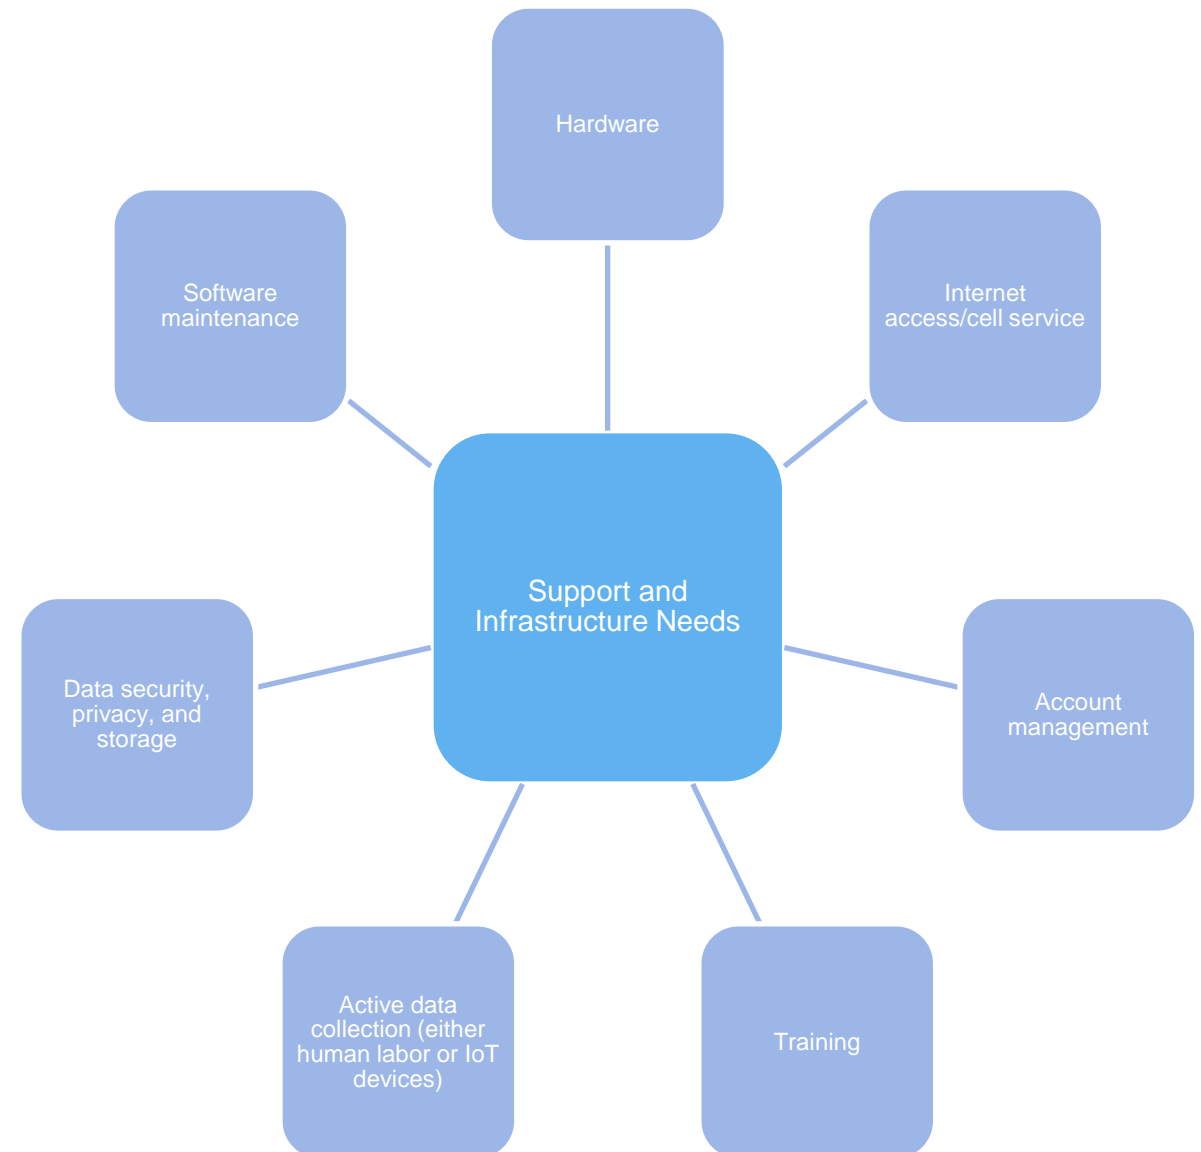 Hardware
Software
maintenance
Internet
access/cell service
Support and
Infrastructure Needs
Data security,
privacy, and
storage
Account
management
Active data
collection (either
human labor or IoT
devices)
Training